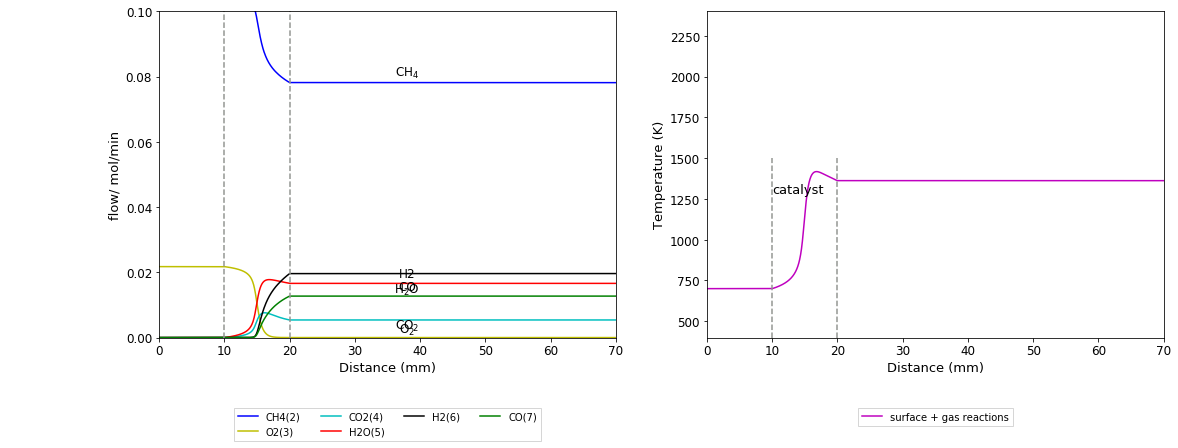 0.10
0.08
0.06
0.04
0.02
0.00
flow/ mol/min
CH4
H2
CO
H2O
CO2
O2
0 10 20 30 40 50 60 70
Distance (mm)
CH4(2) CO2(4) H2(6) CO(7)
O2(3) H2O(5)
2250
2000
1750
1500
1250
1000
750
500
Temperature (K)
catalyst
0 10 20 30 40 50 60 70
Distance (mm)
surface + gas reactions